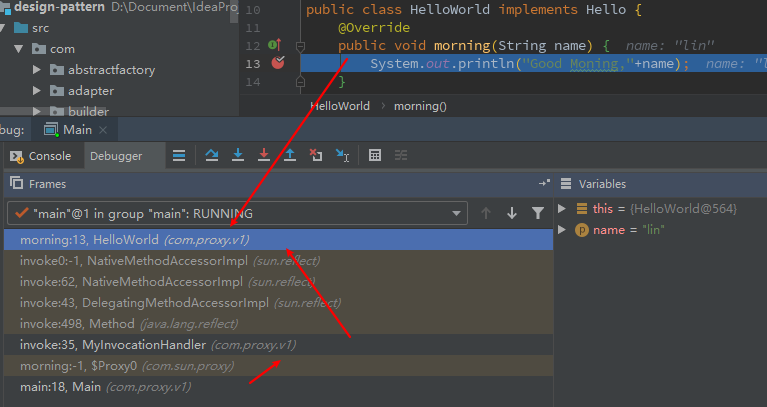 design-pattern D:\Document\IdeaPro
src
com
abstractfactory
adapter
builder
10 public class HelloWorld implements Hello {
11 @Override
12 public void morning(String name) { name: "lin"
13 System.out.println("Good Moning,"+name); name: "l
14 }
HelloWorld morning()
bug: Main
Console Debugger
Frames
"main"@1 in group "main": RUNNING
morning:13, HelloWorld (com.proxy.v1)
invoke0:-1, NativeMethodAccessorImpl (sun.reflect)
invoke:62, NativeMethodAccessorImpl (sun.reflect)
invoke:43, DelegatingMethodAccessorImpl (sun.reflect)
invoke:498, Method (java.lang.reflect)
invoke:35, MyInvocationHandler (com.proxy.v1)
morning:-1, $Proxy0 (com.sun.proxy)
main:18, Main (com.proxy.v1)
Variables
this = {HelloWorld@564}
p name = "lin"